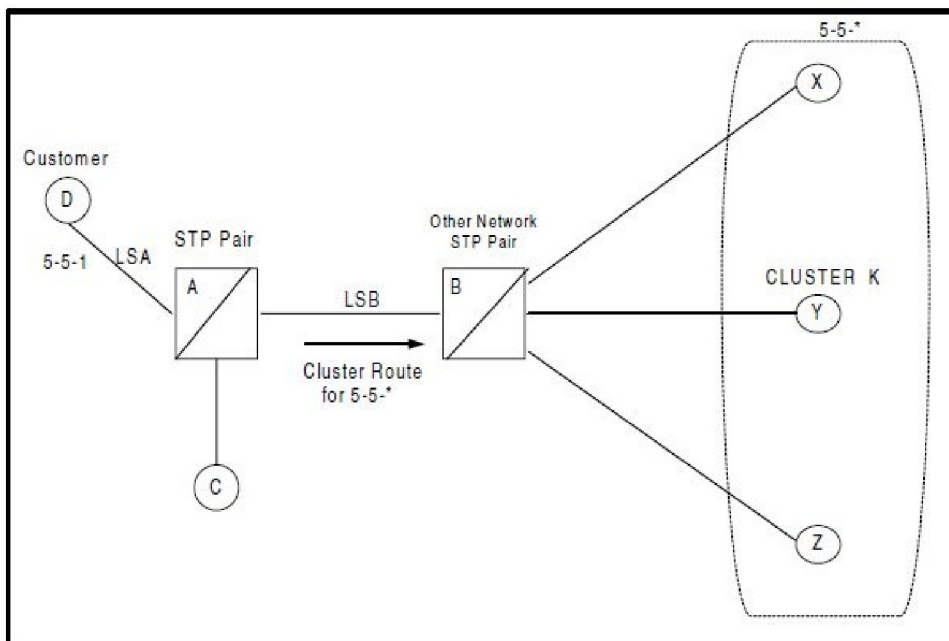 5-5-*
X
Customer
D
Other Network
STP Pair
STP Pair
5-5-1
LSA
A
LSB
B
CLUSTER K
Y
Cluster Route
for 5-5-*
C
Z